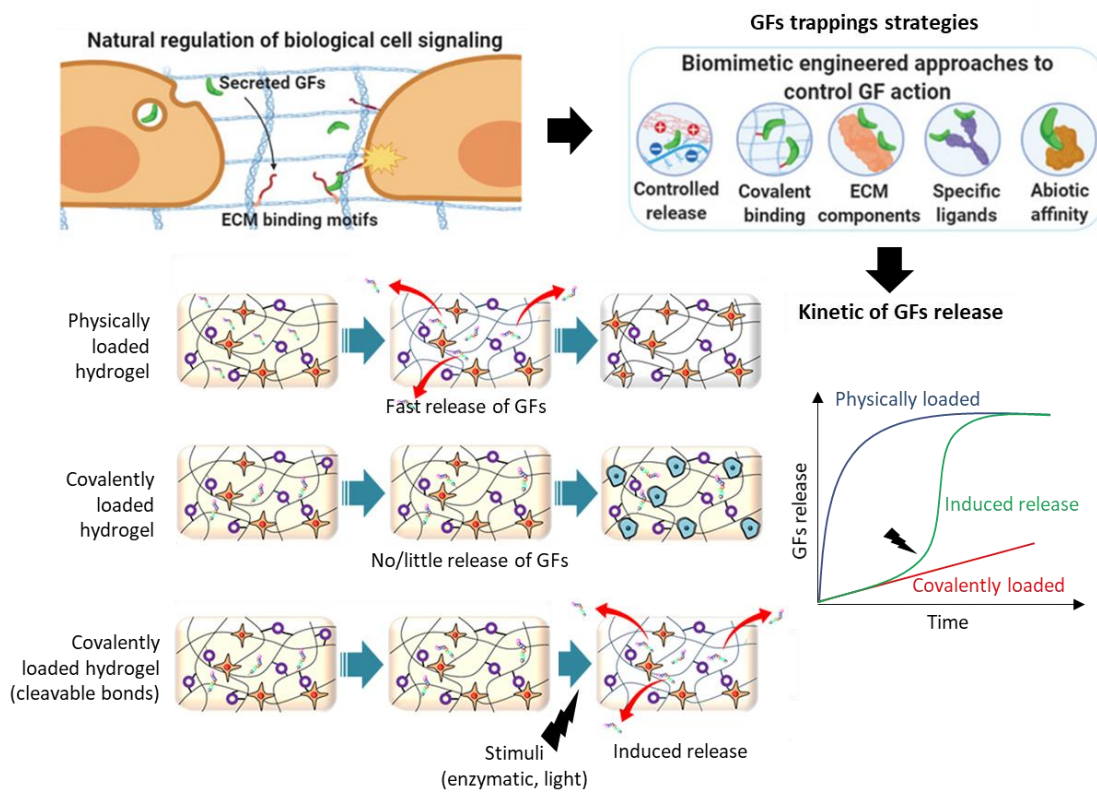 Natural regulation of biological cell signaling
Secreted GFs
ECM binding motifs
GFs trappings strategies
Biomimetic engineered approaches to
control GF action
Controlled
release
Covalent
binding
ECM
components
Specific
ligands
Abiotic
affinity
Physically
loaded
hydrogel
Fast release of GFs
Covalently
loaded
hydrogel
No/little release of GFs
Covalently
loaded hydrogel
(cleavable bonds)
Stimuli
(enzymatic, light)
Induced release
Kinetic of GFs release
GFs release
Physically loaded
Induced release
Covalently loaded
Time